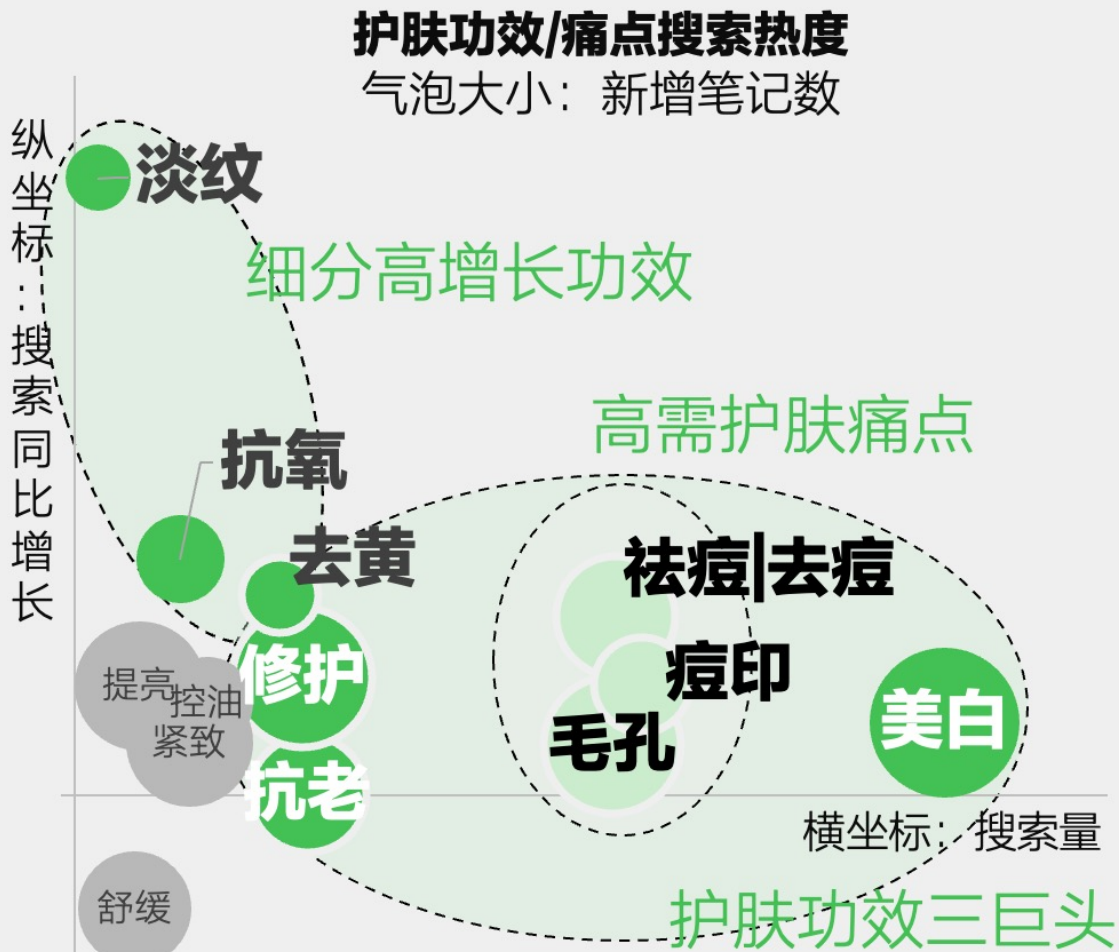 护肤功效/痛点搜索热度
气泡大小：新增笔记数
纵坐标：搜索同比增长
淡纹
细分高增长功效
高需护肤痛点
抗氧
去黄
祛痘|去痘
修护
痘印
提亮
控油
紧致
毛孔
美白
抗老
横坐标：搜索量
舒缓
护肤功效三巨头